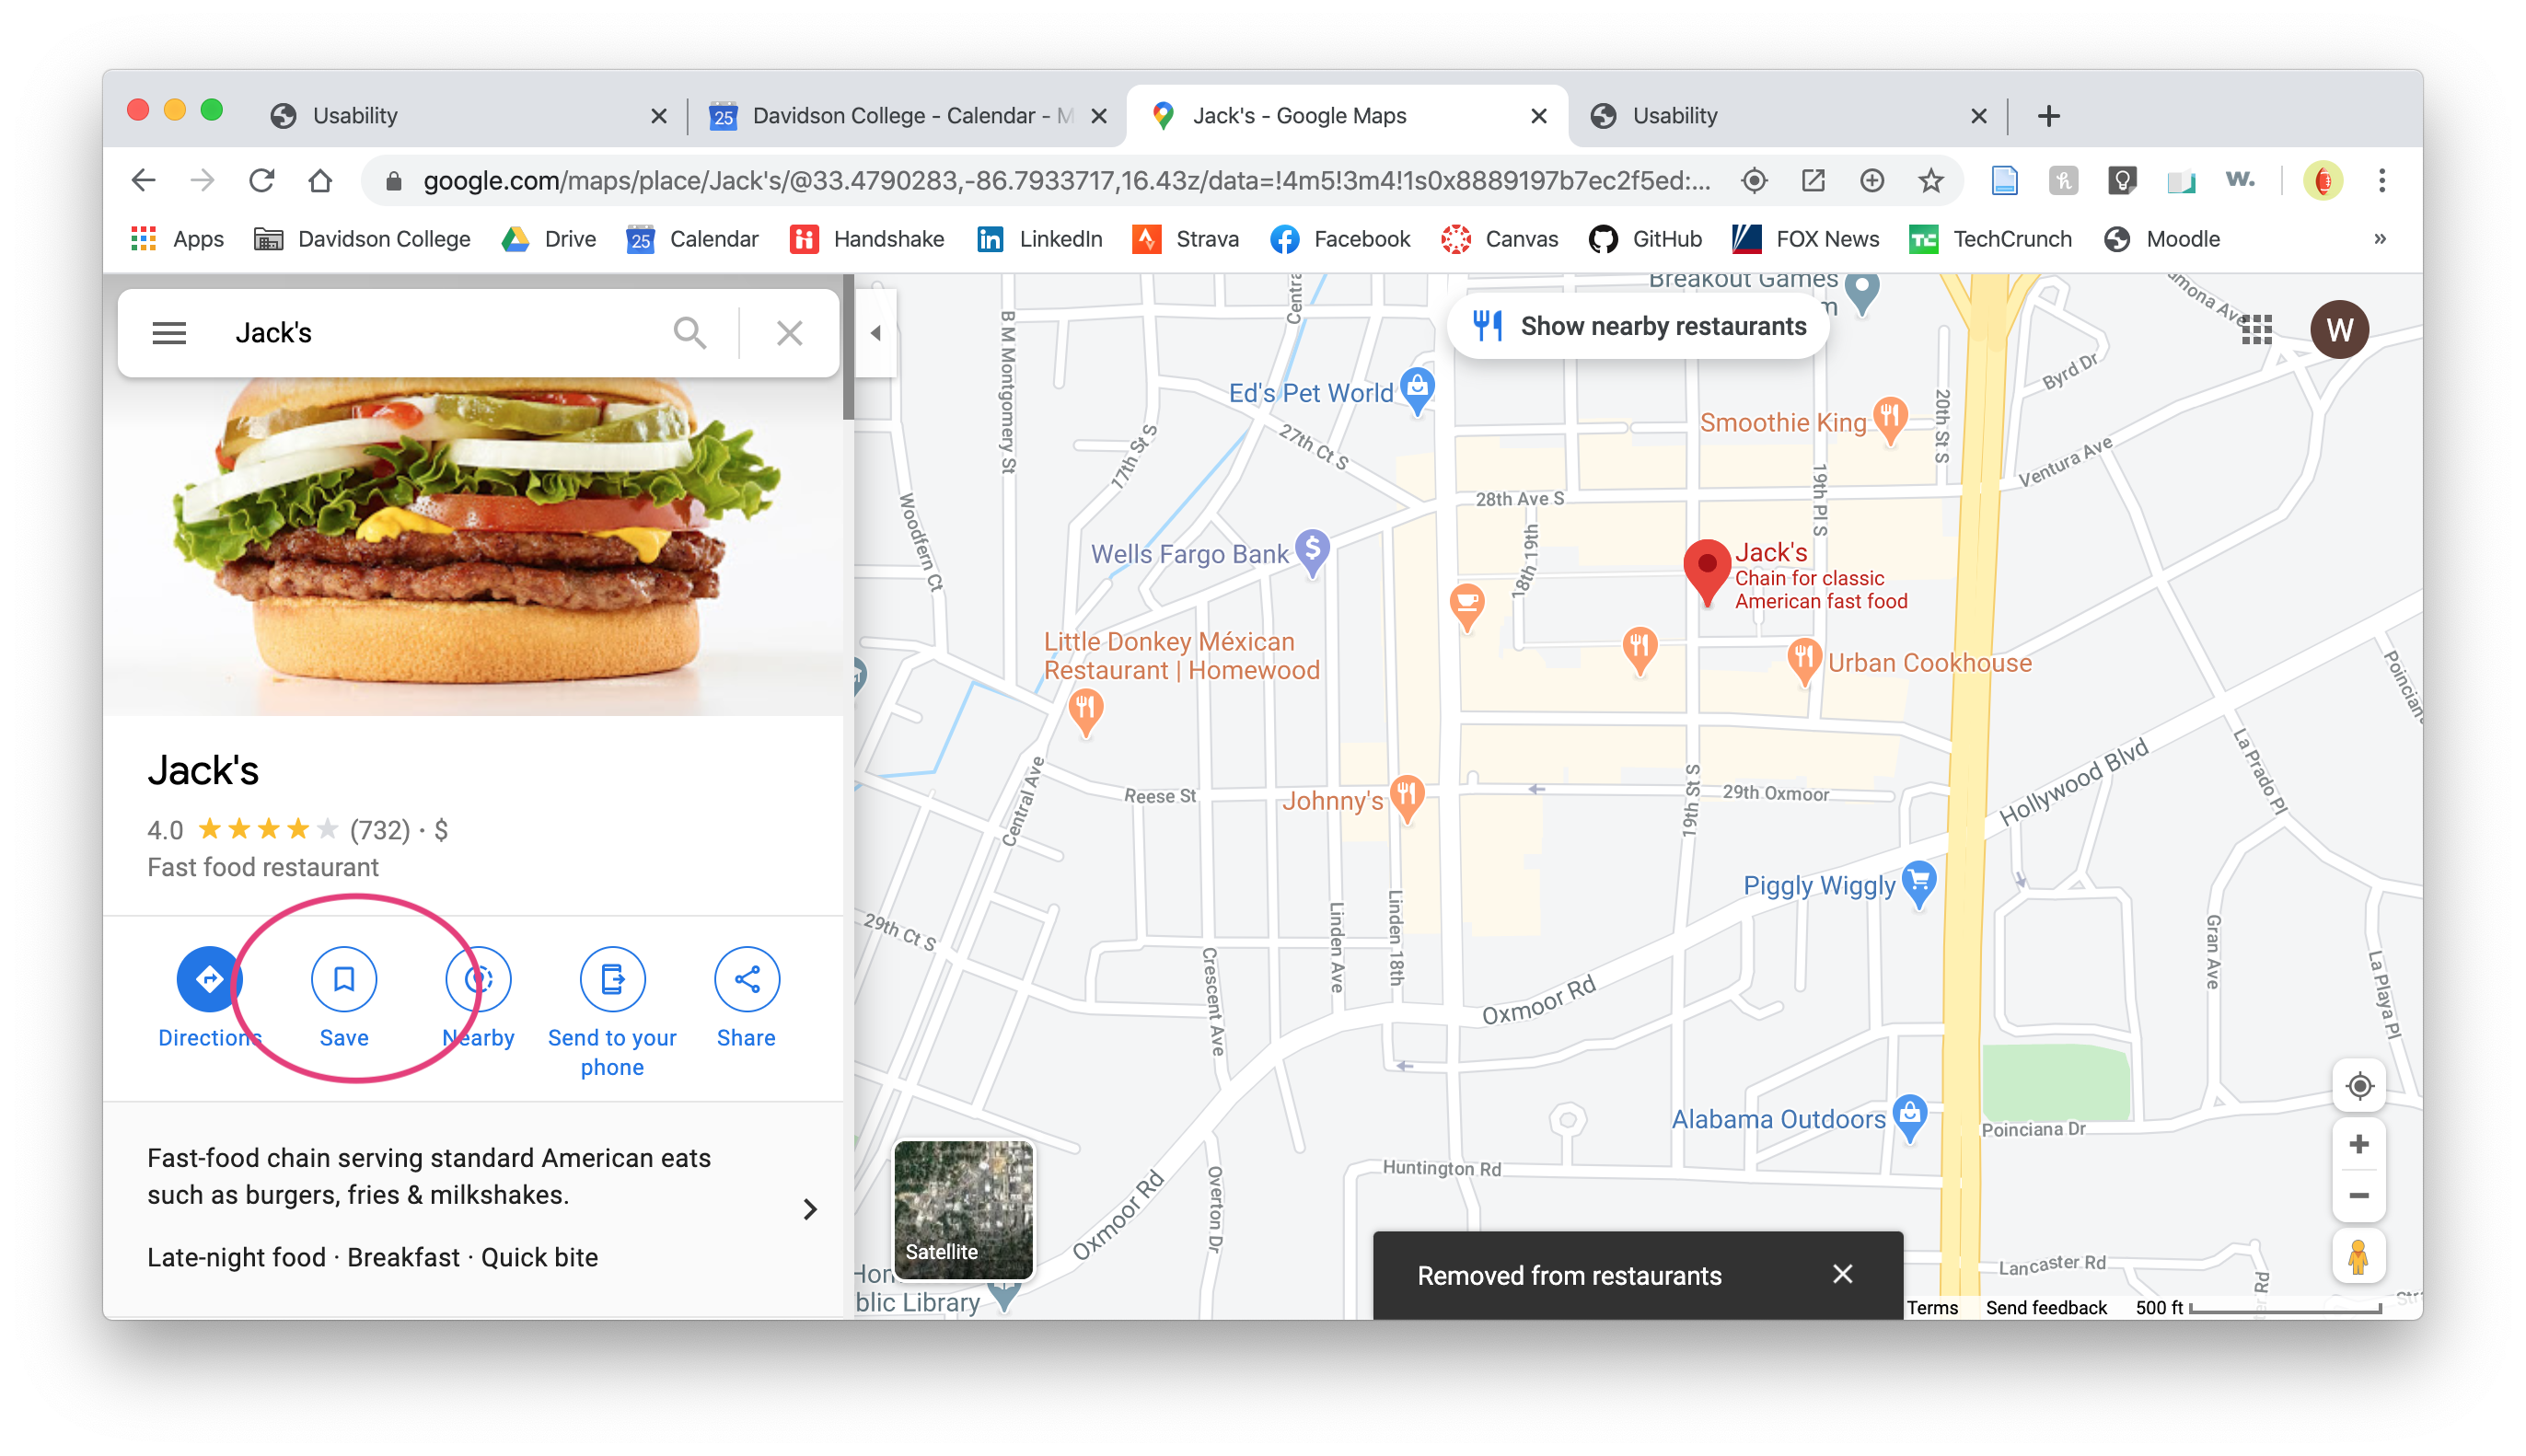 Usability
Davidson College - Calendar - M
Jack's - Google Maps
Usability
google.com/maps/place/Jack's/@33.4790283,-86.7933717,16.43z/data=!4m5!3m4!1s0x8889197b7ec2f5ed:...
Apps
Davidson College
25 Calendar
Drive
Handshake
LinkedIn
Strava
Facebook
Canvas
GitHub
FOX News
TechCrunch
Moodle
Jack's
Jack's
4.0 (732) · $
Fast food restaurant
Directions
Save
Nearby
Send to your
phone
Share
Fast-food chain serving standard American eats
such as burgers, fries & milkshakes.
Late-night food · Breakfast · Quick bite
Breakout Games
Show nearby restaurants
W
Ed's Pet World
Smoothie King
Wells Fargo Bank
Jack's
Chain for classic
American fast food
Little Donkey Méxican
Restaurant | Homewood
Urban Cookhouse
Johnny's
Piggly Wiggly
Alabama Outdoors
B M Montgomery St
Centra
17th St S
27th Ct S
Woodfern Ct
28th Ave S
18th 19th
19th Pl S
20th St S
Byrd Dr
Ventura Ave
Reese St
Central Ave
29th Oxmoor
19th St S
Hollywood Blvd
La Prado Pl
29th Ct S
Crescent Ave
Linden Ave
Linden 18th
Oxmoor Rd
Gran Ave
La Playa Pl
Poinciana Dr
Huntington Rd
Oxmoor Rd
Overton Dr
Lancaster Rd
Satellite
blic Library
Removed from restaurants
Terms
Send feedback
500 ft